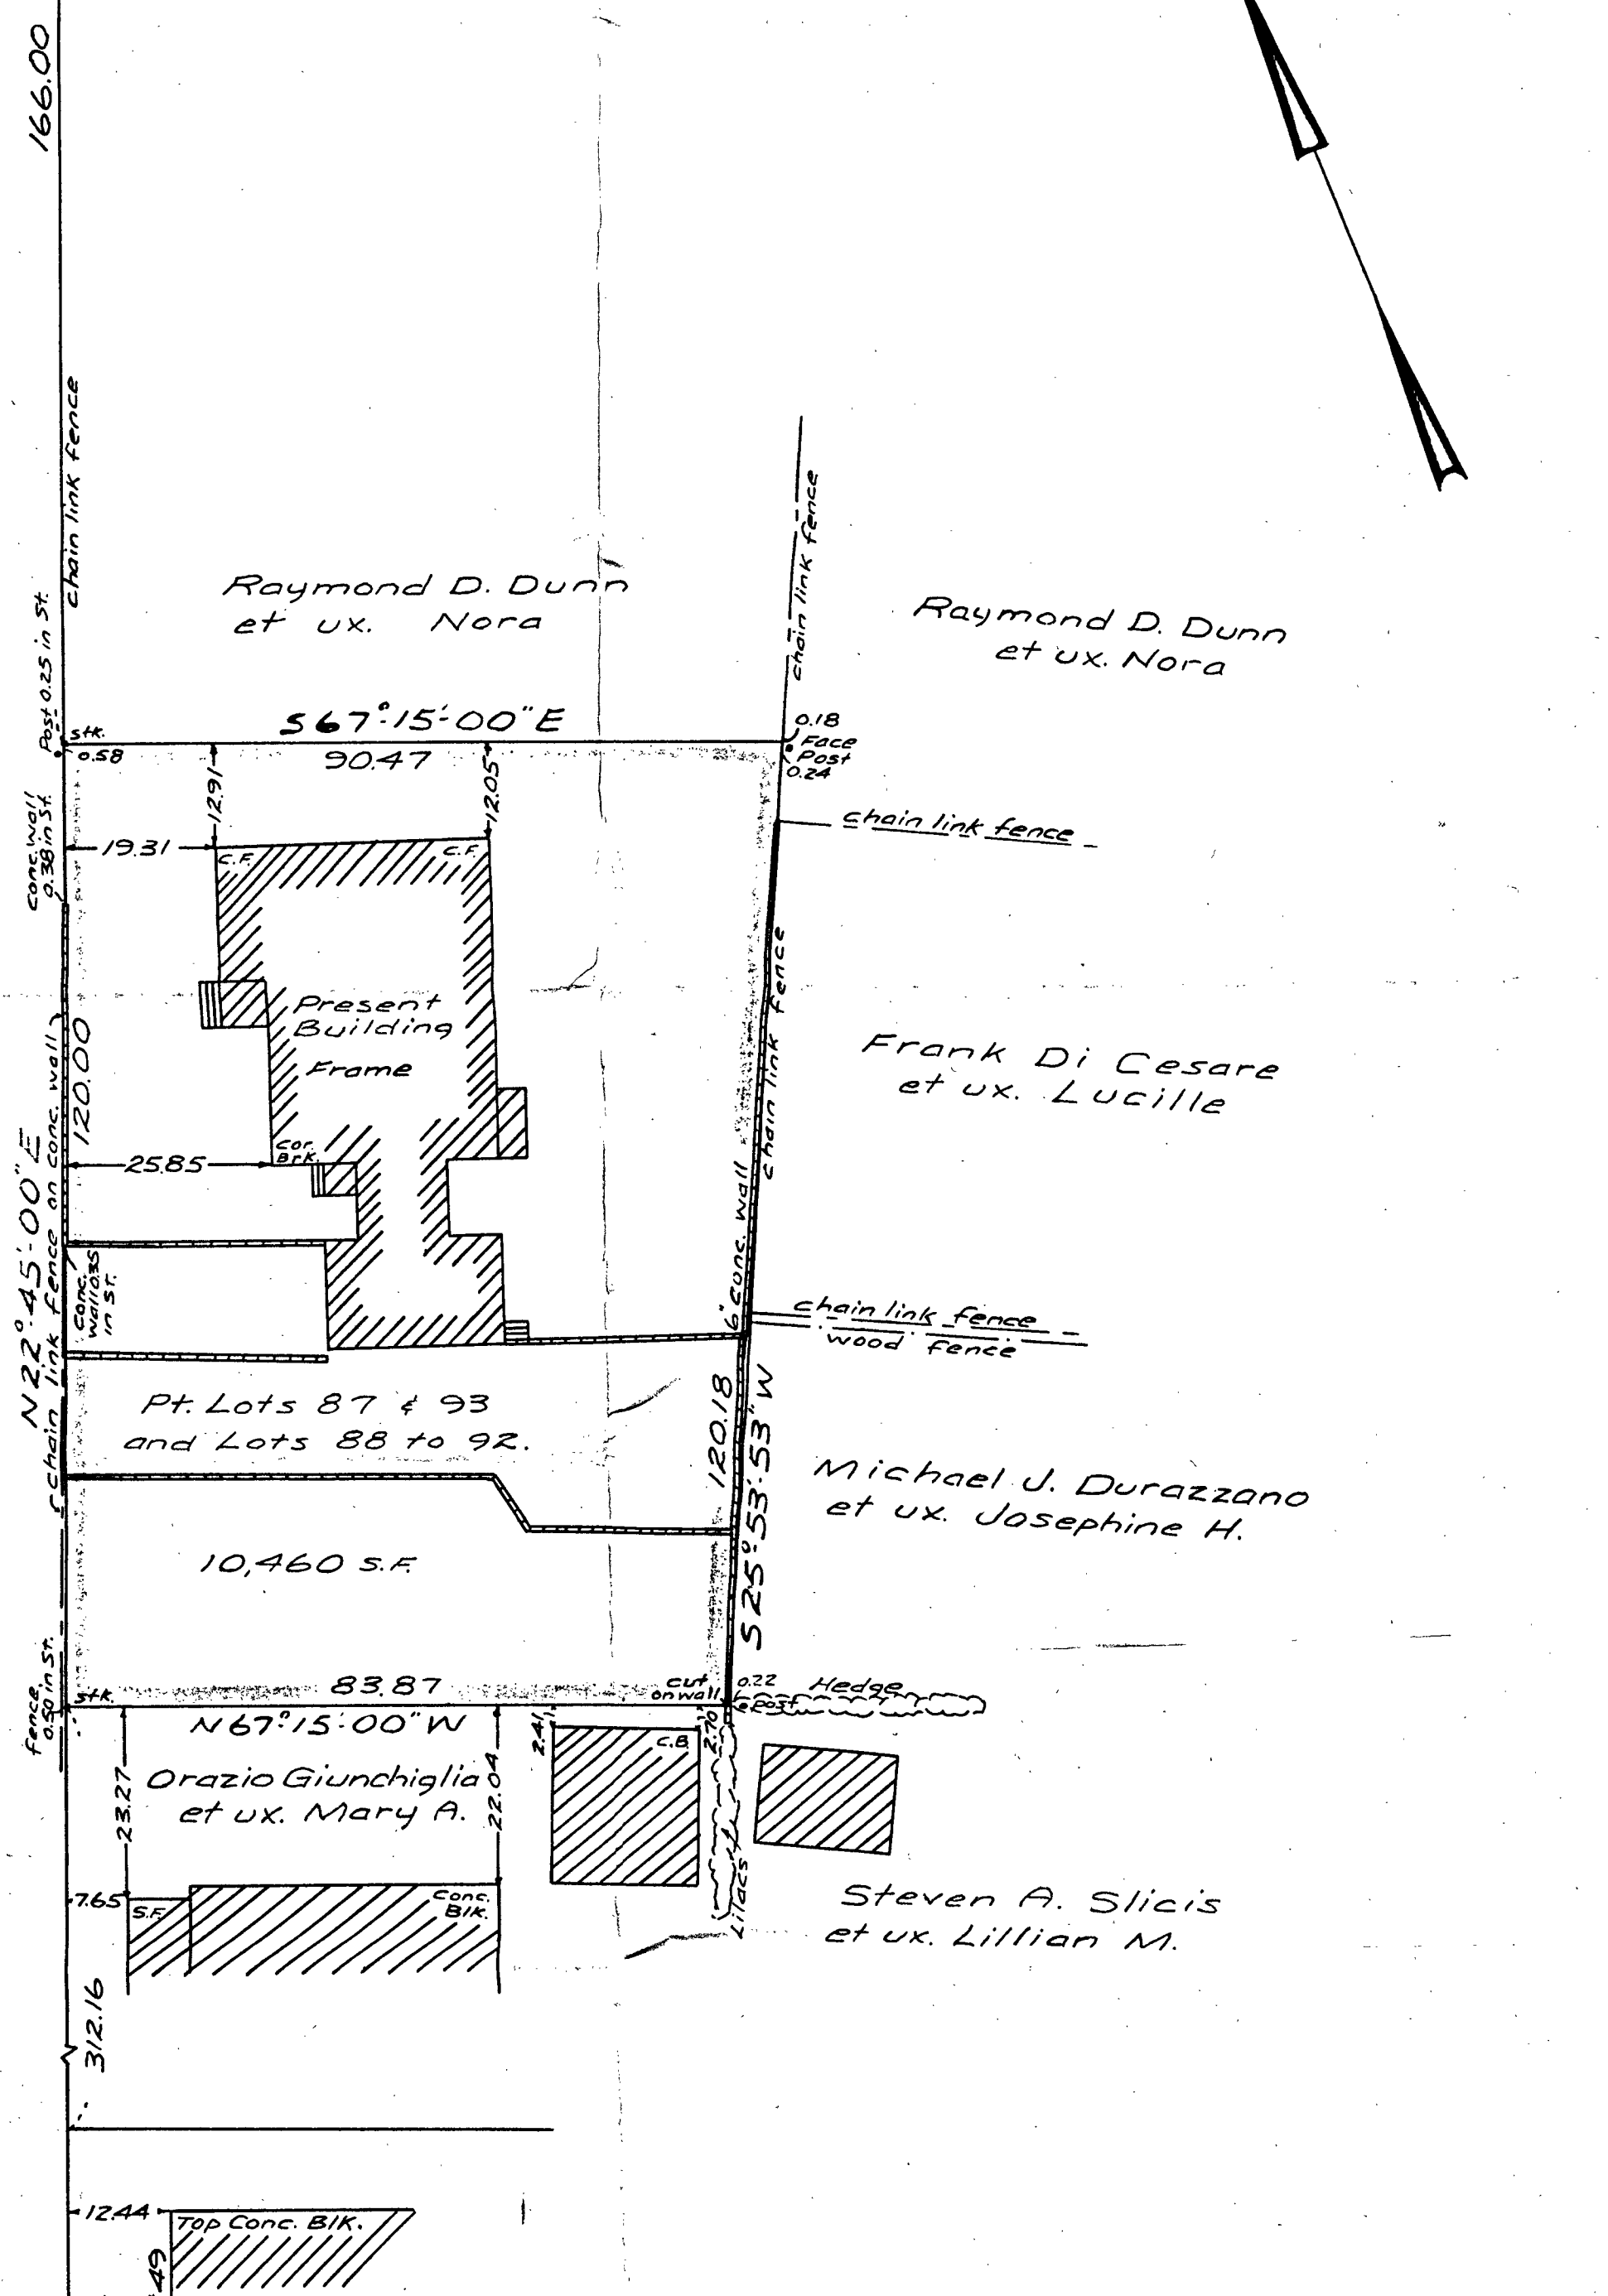 166.00
chain link fence
Post 0.25 in St.
chain link fence
Raymond D. Dunn
et ux. Nora
Raymond D. Dunn
et ux. Nora
S67°-15'-00"E
stk.
0.58
90.47
0.18
Face
Post
0.24
12.91
12.05
conc. wall
0.38 in St.
19.31
C.F.
C.F.
chain link fence
Present
Building
Frame
chain link fence
Frank Di Cesare
et ux. Lucille
120.00
N22°-45'-00"E
chain link fence on conc. wall
25.85
Cor.
Brk.
6" conc. wall
Conc.
wall 0.35
in ST.
chain link fence
wood fence
Pt. Lots 87 & 93
and Lots 88 to 92.
120.18
S25°-53'-53"W
Michael J. Durazzano
et ux. Josephine H.
10,460 S.F.
fence
0.50 in St.
stk.
83.87
cut
on wall
0.22
Post
Hedge
N67°-15'-00"W
2.41
C.B.
2.70
Orazio Giunchiglia
et ux. Mary A.
23.27
22.04
Lilacs
7.65
S.F.
Conc.
Blk.
Steven A. Slicis
et ux. Lillian M.
312.16
12.44
Top Conc. Blk.
49